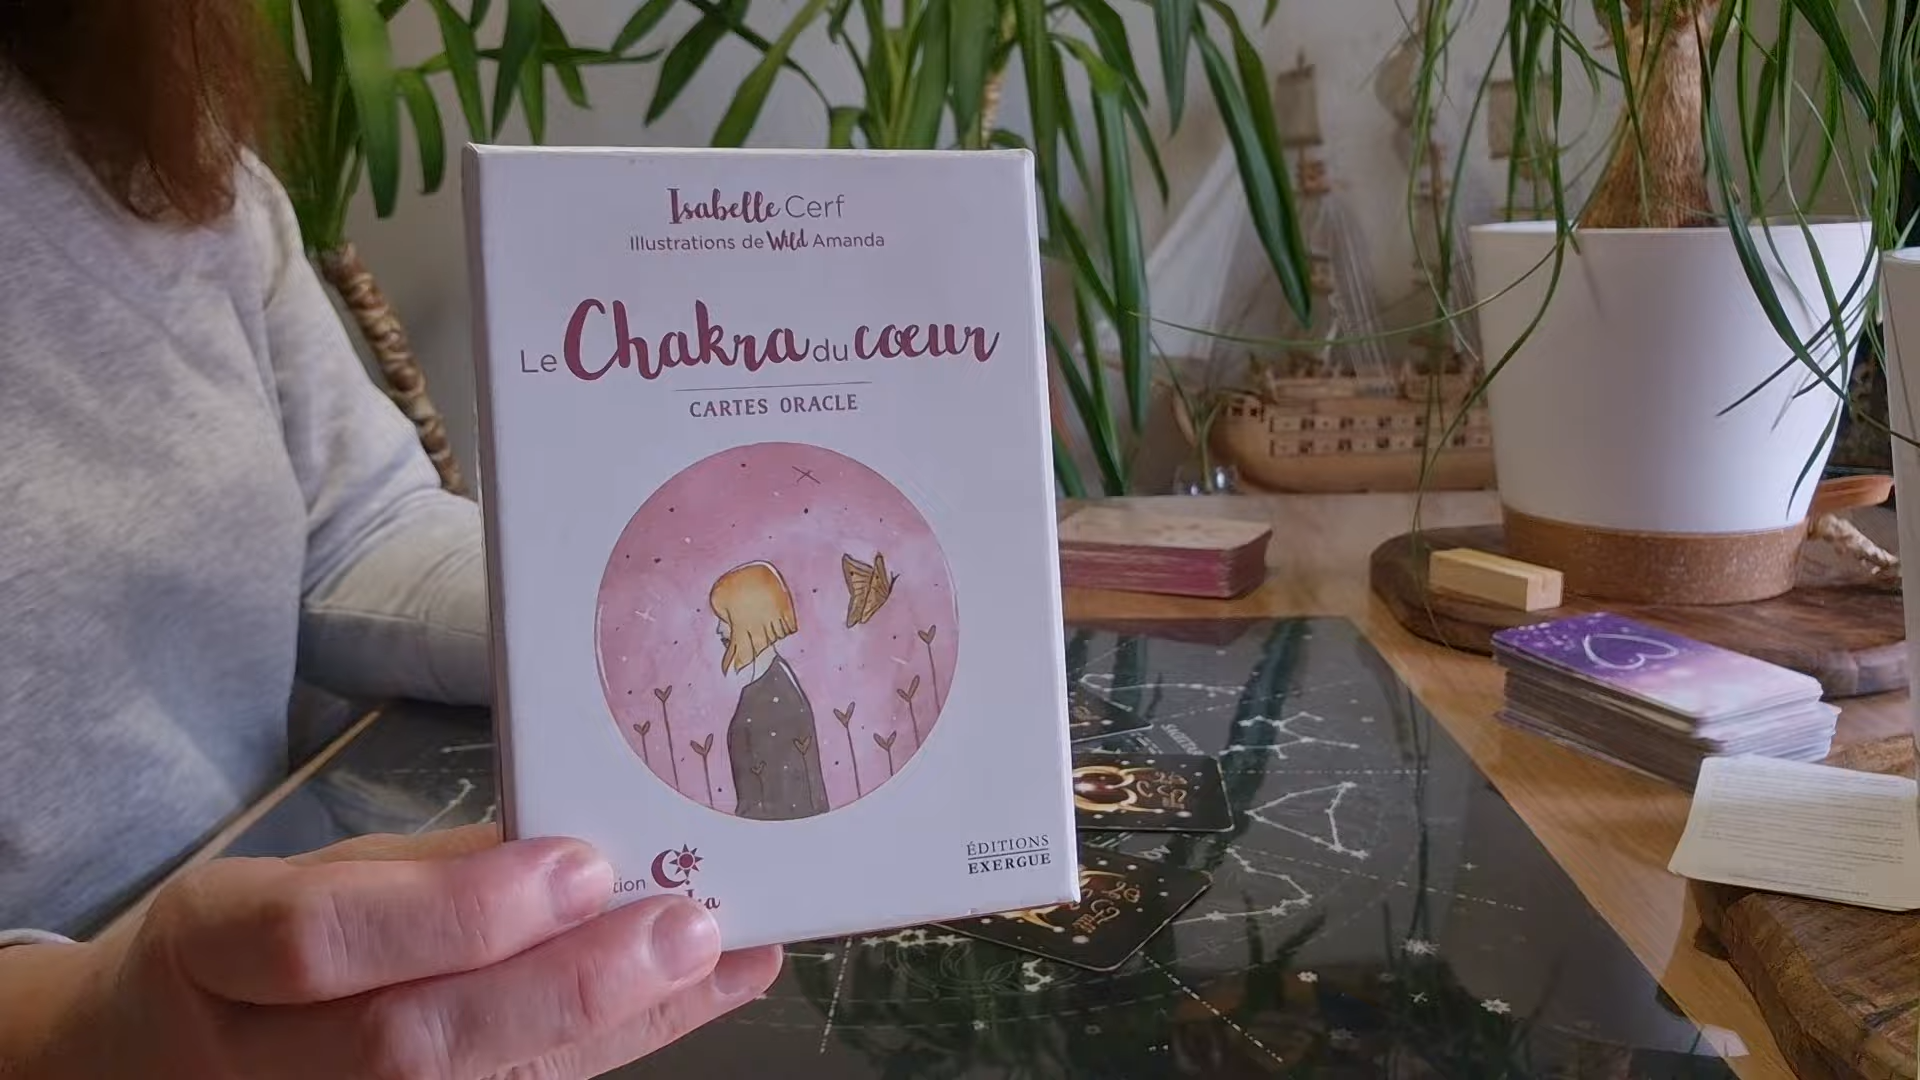 Isabelle Cerf
Illustrations de Wild Amanda
Le Chakra du cœur
CARTES ORACLE
ÉDITIONS
EXERGUE